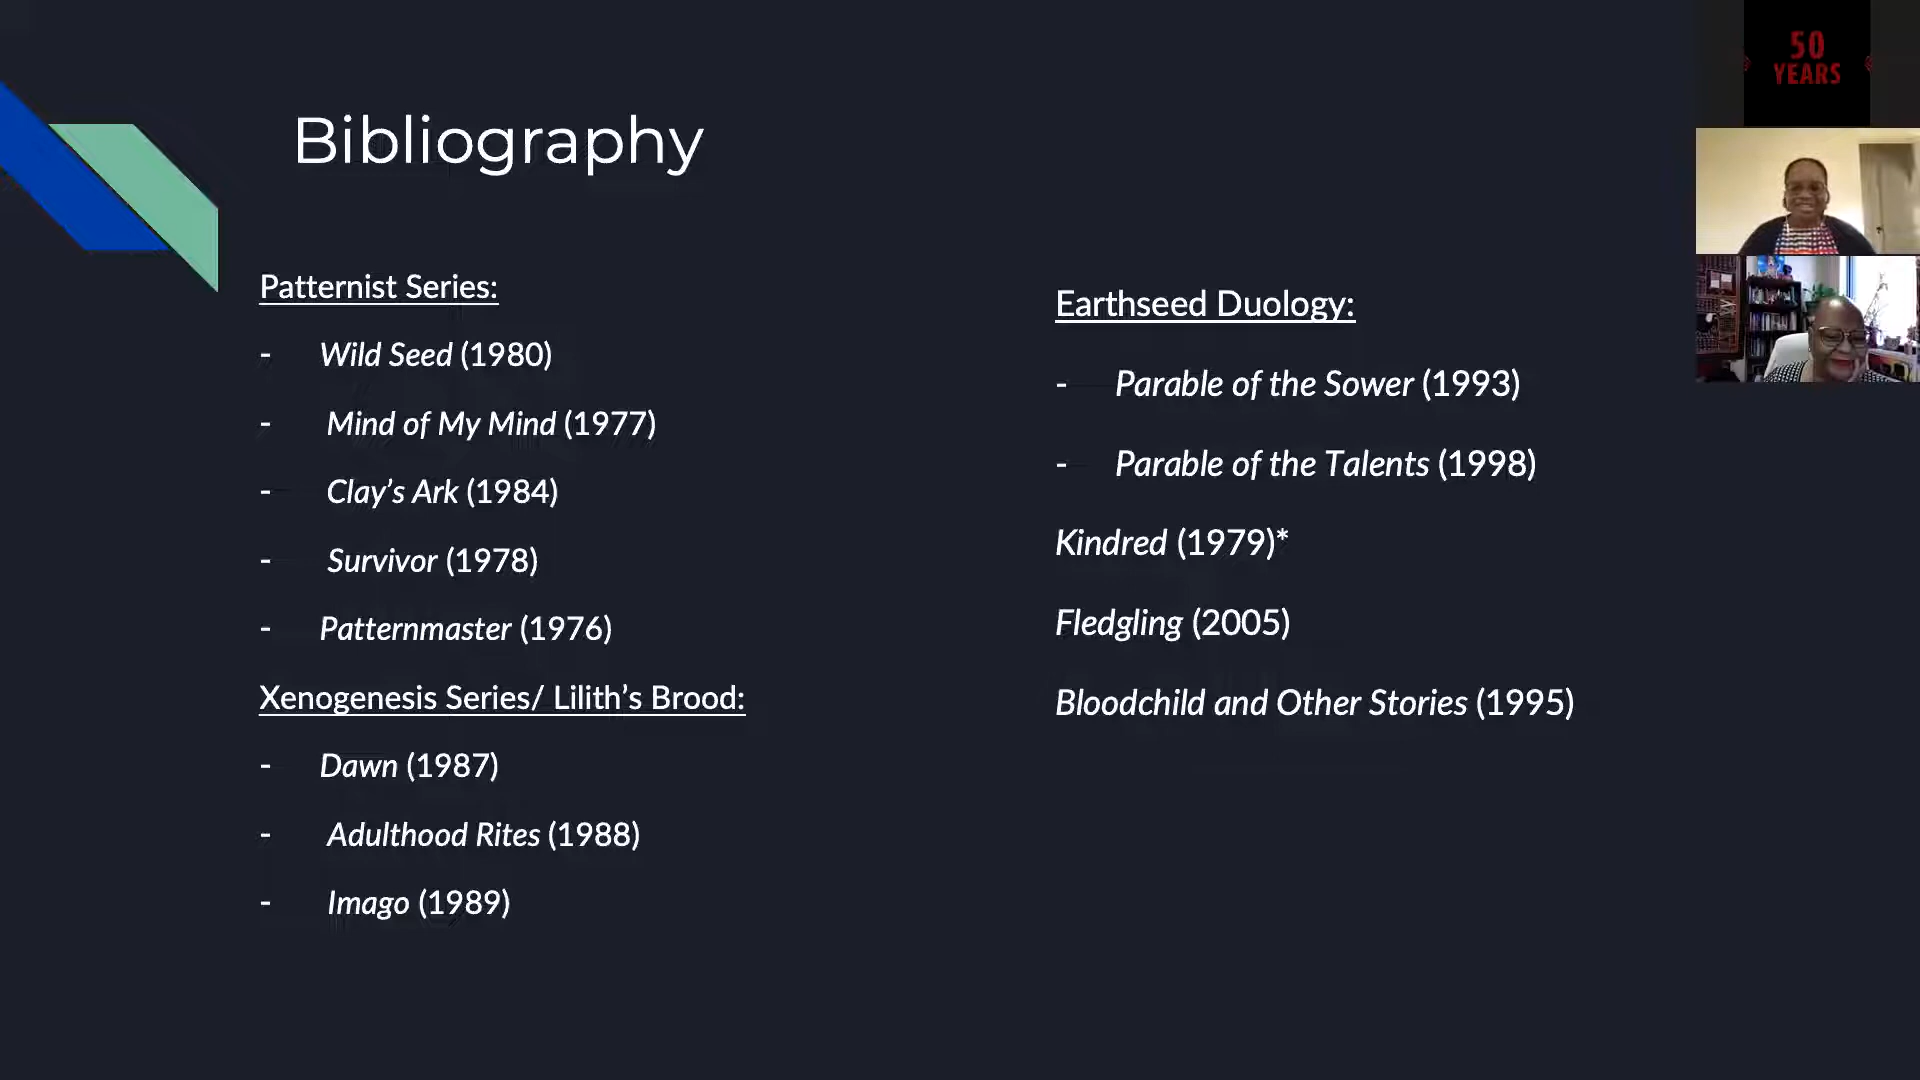 Bibliography
Patternist Series:
- Wild Seed (1980)
- Mind of My Mind (1977)
- Clay’s Ark (1984)
- Survivor (1978)
- Patternmaster (1976)
Xenogenesis Series/ Lilith’s Brood:
- Dawn (1987)
- Adulthood Rites (1988)
- Imago (1989)
Earthseed Duology:
- Parable of the Sower (1993)
- Parable of the Talents (1998)
Kindred (1979)*
Fledgling (2005)
Bloodchild and Other Stories (1995)
50
YEARS